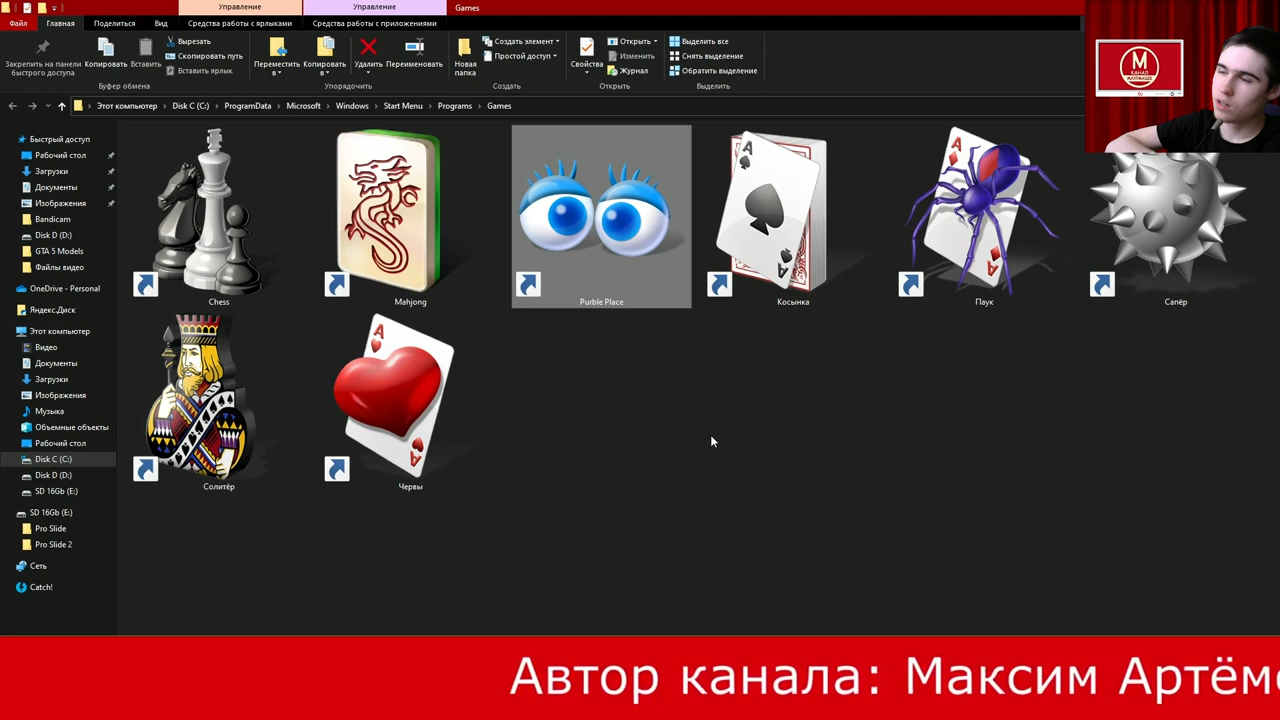 Управление
Управление
Games
Файл
Главная
Поделиться
Вид
Средства работы с ярлыками
Средства работы с приложениями
Закрепить на панели
быстрого доступа
Копировать
Вставить
Вырезать
Скопировать путь
Вставить ярлык
Буфер обмена
Переместить
в
Копировать
в
Удалить
Переименовать
Упорядочить
Новая
папка
Создать элемент
Простой доступ
Создать
Свойства
Открыть
Изменить
Журнал
Открыть
Выделить все
Снять выделение
Обратить выделение
Выделить
M
КАНАЛ
Этот компьютер
Disk C (C:)
ProgramData
Microsoft
Windows
Start Menu
Programs
Games
Быстрый доступ
Рабочий стол
Загрузки
Документы
Изображения
Bandicam
Disk D (D:)
GTA 5 Models
Файлы видео
OneDrive - Personal
Яндекс.Диск
Этот компьютер
Видео
Документы
Загрузки
Изображения
Музыка
Объемные объекты
Рабочий стол
Disk C (C:)
Disk D (D:)
SD 16Gb (E:)
SD 16Gb (E:)
Pro Slide
Pro Slide 2
Сеть
Catch!
Chess
Mahjong
Purble Place
Косынка
Паук
Сапёр
Солитёр
Червы
Автор канала: Максим Артём